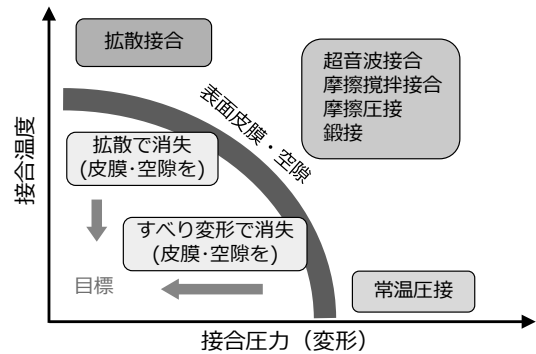 拡散接合
超音波接合
摩擦撹拌接合
摩擦圧接
鍛接
表面皮膜・空隙
拡散で消失
(皮膜･空隙を)
すべり変形で消失
(皮膜･空隙を)
目標
常温圧接
接合温度
接合圧力（変形）